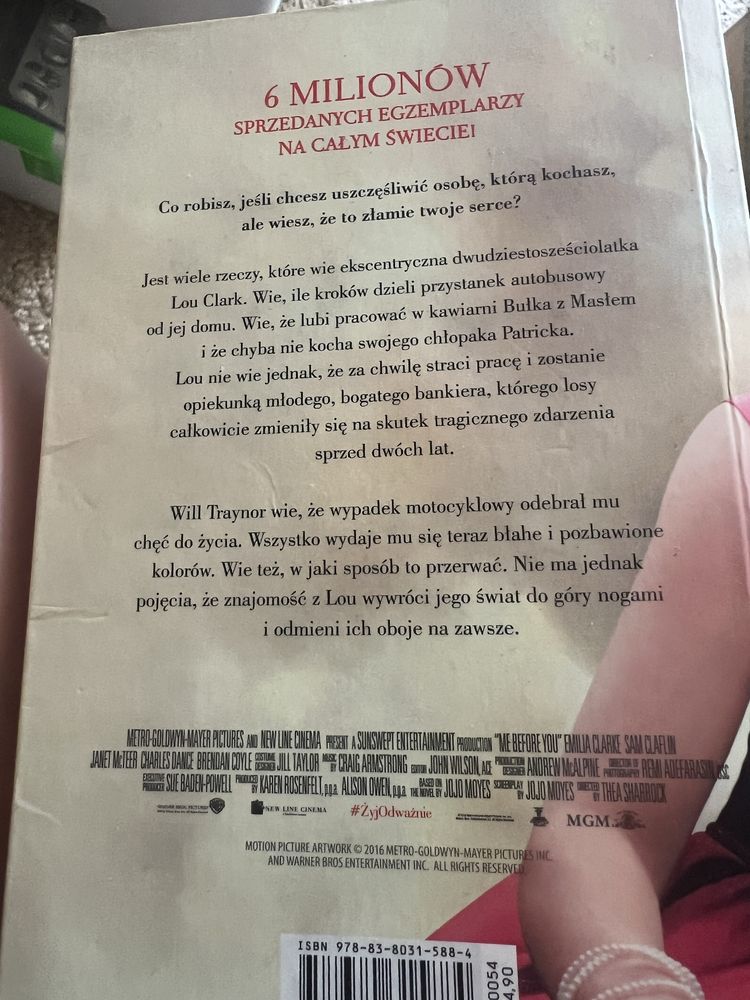 6 MILIONÓW
SPRZEDANYCH EGZEMPLARZY
NA CAŁYM ŚWIECIE!
Co robisz, jeśli chcesz uszczęśliwić osobę, którą kochasz,
ale wiesz, że to złamie twoje serce?
Jest wiele rzeczy, które wie ekscentryczna dwudziestosześciolatka
Lou Clark. Wie, ile kroków dzieli przystanek autobusowy
od jej domu. Wie, że lubi pracować w kawiarni Bułka z Masłem
i że chyba nie kocha swojego chłopaka Patricka.
Lou nie wie jednak, że za chwilę straci pracę i zostanie
opiekunką młodego, bogatego bankiera, którego losy
całkowicie zmieniły się na skutek tragicznego zdarzenia
sprzed dwóch lat.
Will Traynor wie, że wypadek motocyklowy odebrał mu
chęć do życia. Wszystko wydaje mu się teraz błahe i pozbawione
kolorów. Wie też, w jaki sposób to przerwać. Nie ma jednak
pojęcia, że znajomość z Lou wywróci jego świat do góry nogami
i odmieni ich oboje na zawsze.
METRO-GOLDWYN-MAYER PICTURES AND NEW LINE CINEMA PRESENT A SUNSWEPT ENTERTAINMENT PRODUCTION "ME BEFORE YOU" EMILIA CLARKE SAM CLAFLIN
JANET McTEER CHARLES DANCE BRENDAN COYLE COSTUME DESIGNER JILL TAYLOR MUSIC BY CRAIG ARMSTRONG EDITOR JOHN WILSON, ACE PRODUCTION DESIGNER ANDREW McALPINE DIRECTOR OF PHOTOGRAPHY REMI ADEFARASIN, BSC
EXECUTIVE PRODUCER SUE BADEN-POWELL PRODUCED BY KAREN ROSENFELT, p.g.a. ALISON OWEN, p.g.a. BASED ON THE NOVEL BY JOJO MOYES SCREENPLAY BY JOJO MOYES DIRECTED BY THEA SHARROCK
WARNER BROS. PICTURES NEW LINE CINEMA #ŻyjOdważnie MGM
MOTION PICTURE ARTWORK © 2016 METRO-GOLDWYN-MAYER PICTURES INC.
AND WARNER BROS ENTERTAINMENT INC. ALL RIGHTS RESERVED.
ISBN 978-83-8031-588-4
0054
4,90